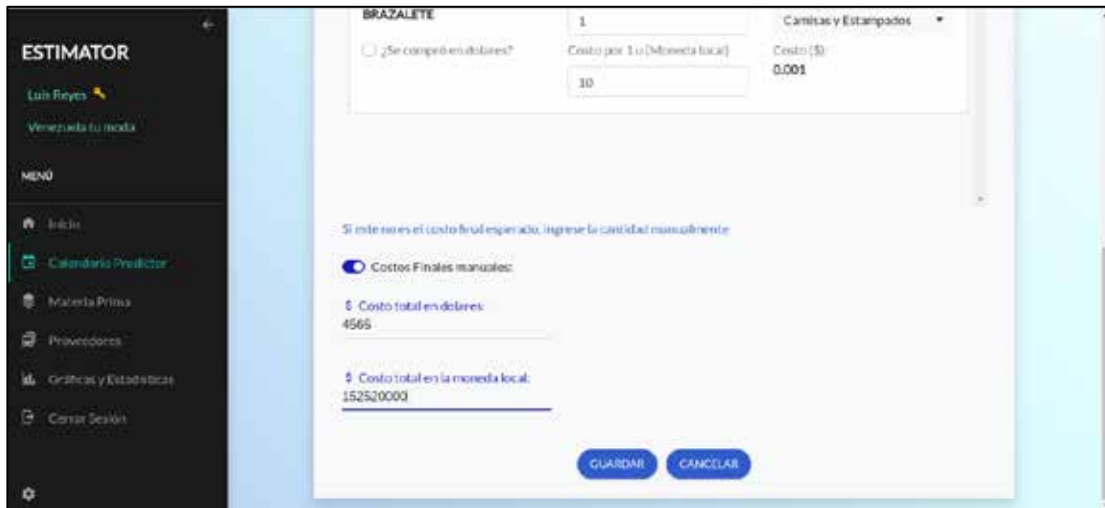 ESTIMATOR
Luis Reyes
Venezuela tu moda
MENÚ
Inicio
Calendario Predictor
Materia Prima
Proveedores
Gráficas y Estadísticas
Cerrar Sesión
BRAZALETE
1
Camisas y Estampados
¿Se compró en dolares?
Costo por 1 u (Moneda local)
Costo ($):
0.001
10
Si este no es el costo final esperado, ingrese la cantidad manualmente
Costos Finales manuales:
$ Costo total en dolares:
4565
$ Costo total en la moneda local:
152520000
GUARDAR
CANCELAR